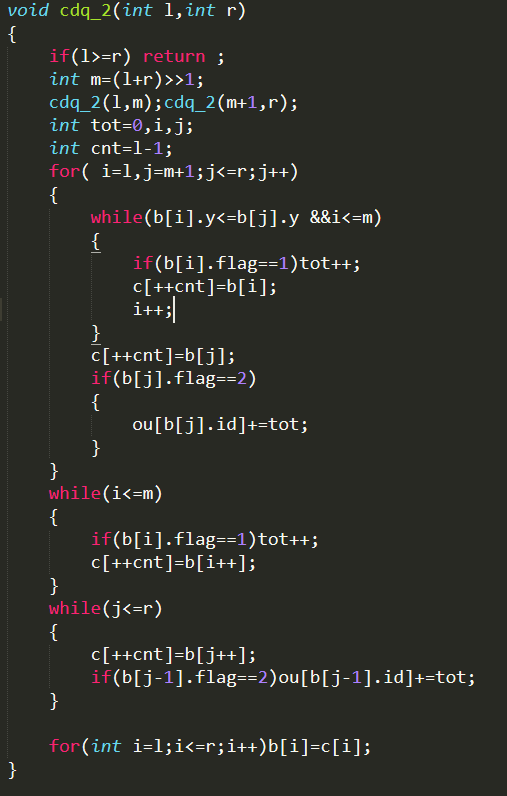 void cdq_2(int l,int r)
{
    if(l>=r) return ;
    int m=(l+r)>>1;
    cdq_2(l,m);cdq_2(m+1,r);
    int tot=0,i,j;
    int cnt=l-1;
    for( i=l,j=m+1;j<=r;j++)
    {
        while(b[i].y<=b[j].y &&i<=m)
        {
            if(b[i].flag==1)tot++;
            c[++cnt]=b[i];
            i++;
        }
        c[++cnt]=b[j];
        if(b[j].flag==2)
        {
            ou[b[j].id]+=tot;
        }
    }
    while(i<=m)
    {
        if(b[i].flag==1)tot++;
        c[++cnt]=b[i++];
    }
    while(j<=r)
    {
        c[++cnt]=b[j++];
        if(b[j-1].flag==2)ou[b[j-1].id]+=tot;
    }

    for(int i=l;i<=r;i++)b[i]=c[i];
}